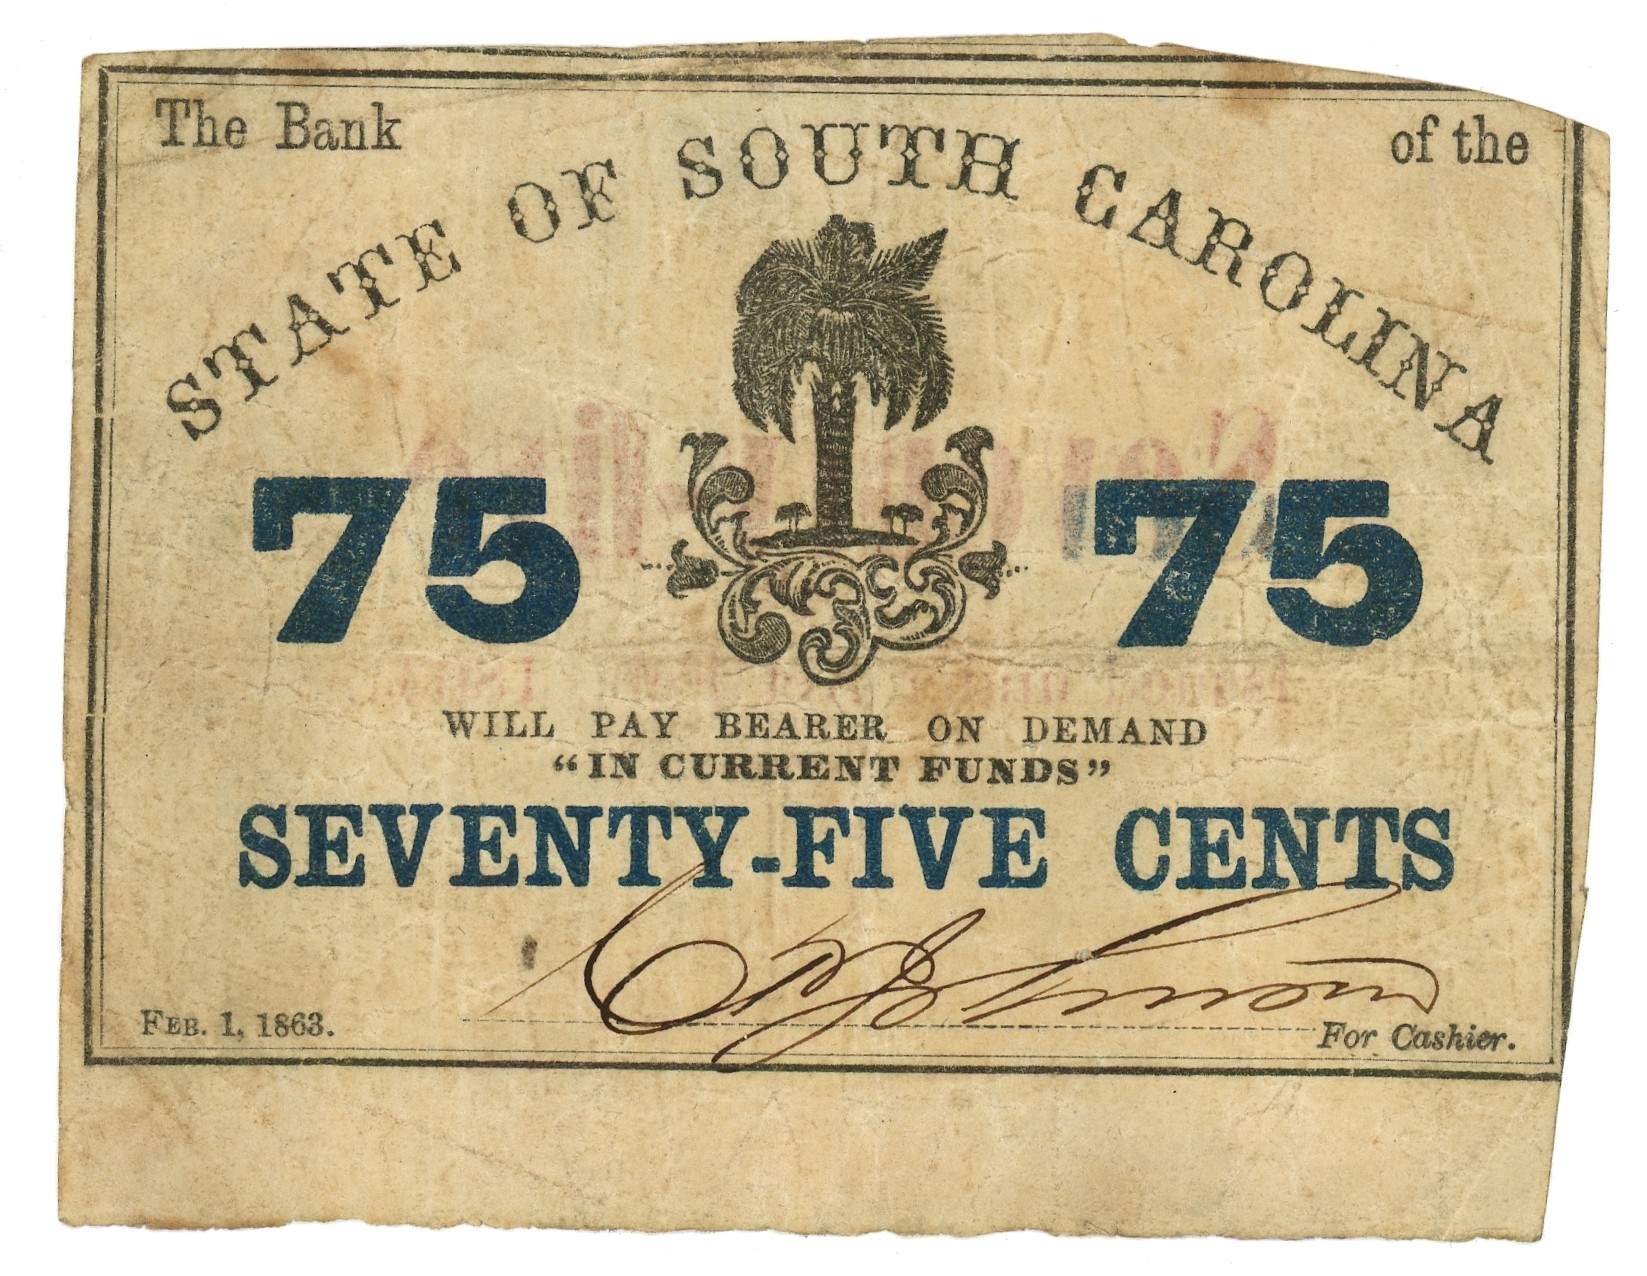 The Bank of the
STATE OF SOUTH CAROLINA
75 75
WILL PAY BEARER ON DEMAND
"IN CURRENT FUNDS"
SEVENTY-FIVE CENTS
FEB. 1, 1863.
For Cashier.